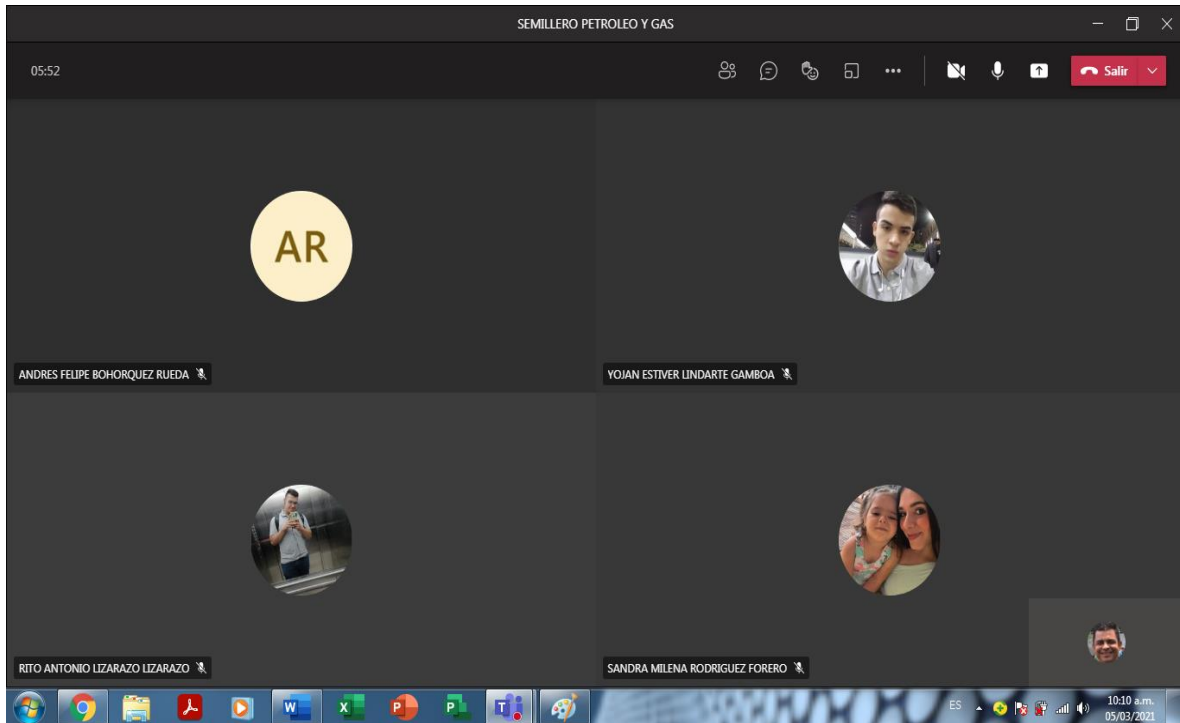 SEMILLERO PETROLEO Y GAS
05:52
Salir
AR
ANDRES FELIPE BOHORQUEZ RUEDA
YOJAN ESTIVER LINDARTE GAMBOA
RITO ANTONIO LIZARAZO LIZARAZO
SANDRA MILENA RODRIGUEZ FORERO
W
X
P
P
T
ES
10:10 a.m.
05/03/2021